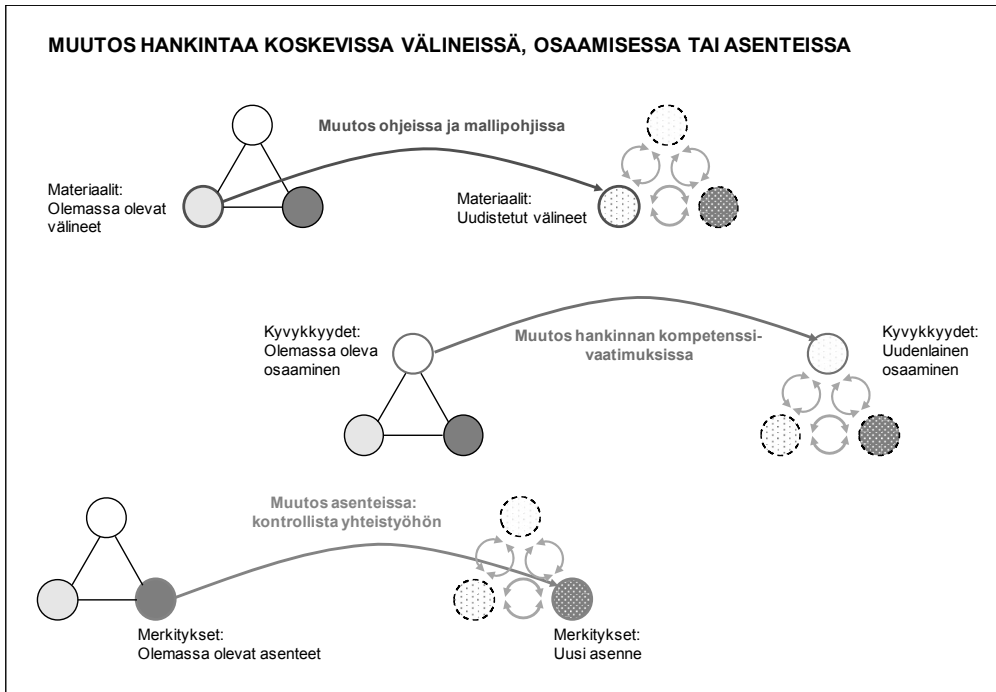 MUUTOS HANKINTAA KOSKEVISSA VÄLINEISSÄ, OSAAMISESSA TAI ASENTEISSA
Muutos ohjeissa ja mallipohjissa
Materiaalit:
Olemassa olevat
välineet
Materiaalit:
Uudistetut välineet
Kyvykkyydet:
Olemassa oleva
osaaminen
Muutos hankinnan kompetenssi-
vaatimuksissa
Kyvykkyydet:
Uudenlainen
osaaminen
Muutos asenteissa:
kontrollista yhteistyöhön
Merkitykset:
Olemassa olevat asenteet
Merkitykset:
Uusi asenne